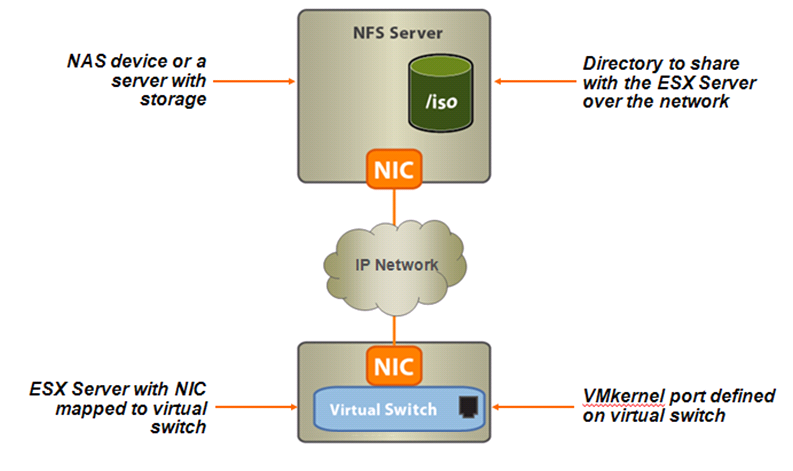 NFS Server
NAS device or a
server with
storage
/iso
Directory to share
with the ESX Server
over the network
NIC
IP Network
NIC
ESX Server with NIC
mapped to virtual
switch
Virtual Switch
VMkernel port defined
on virtual switch